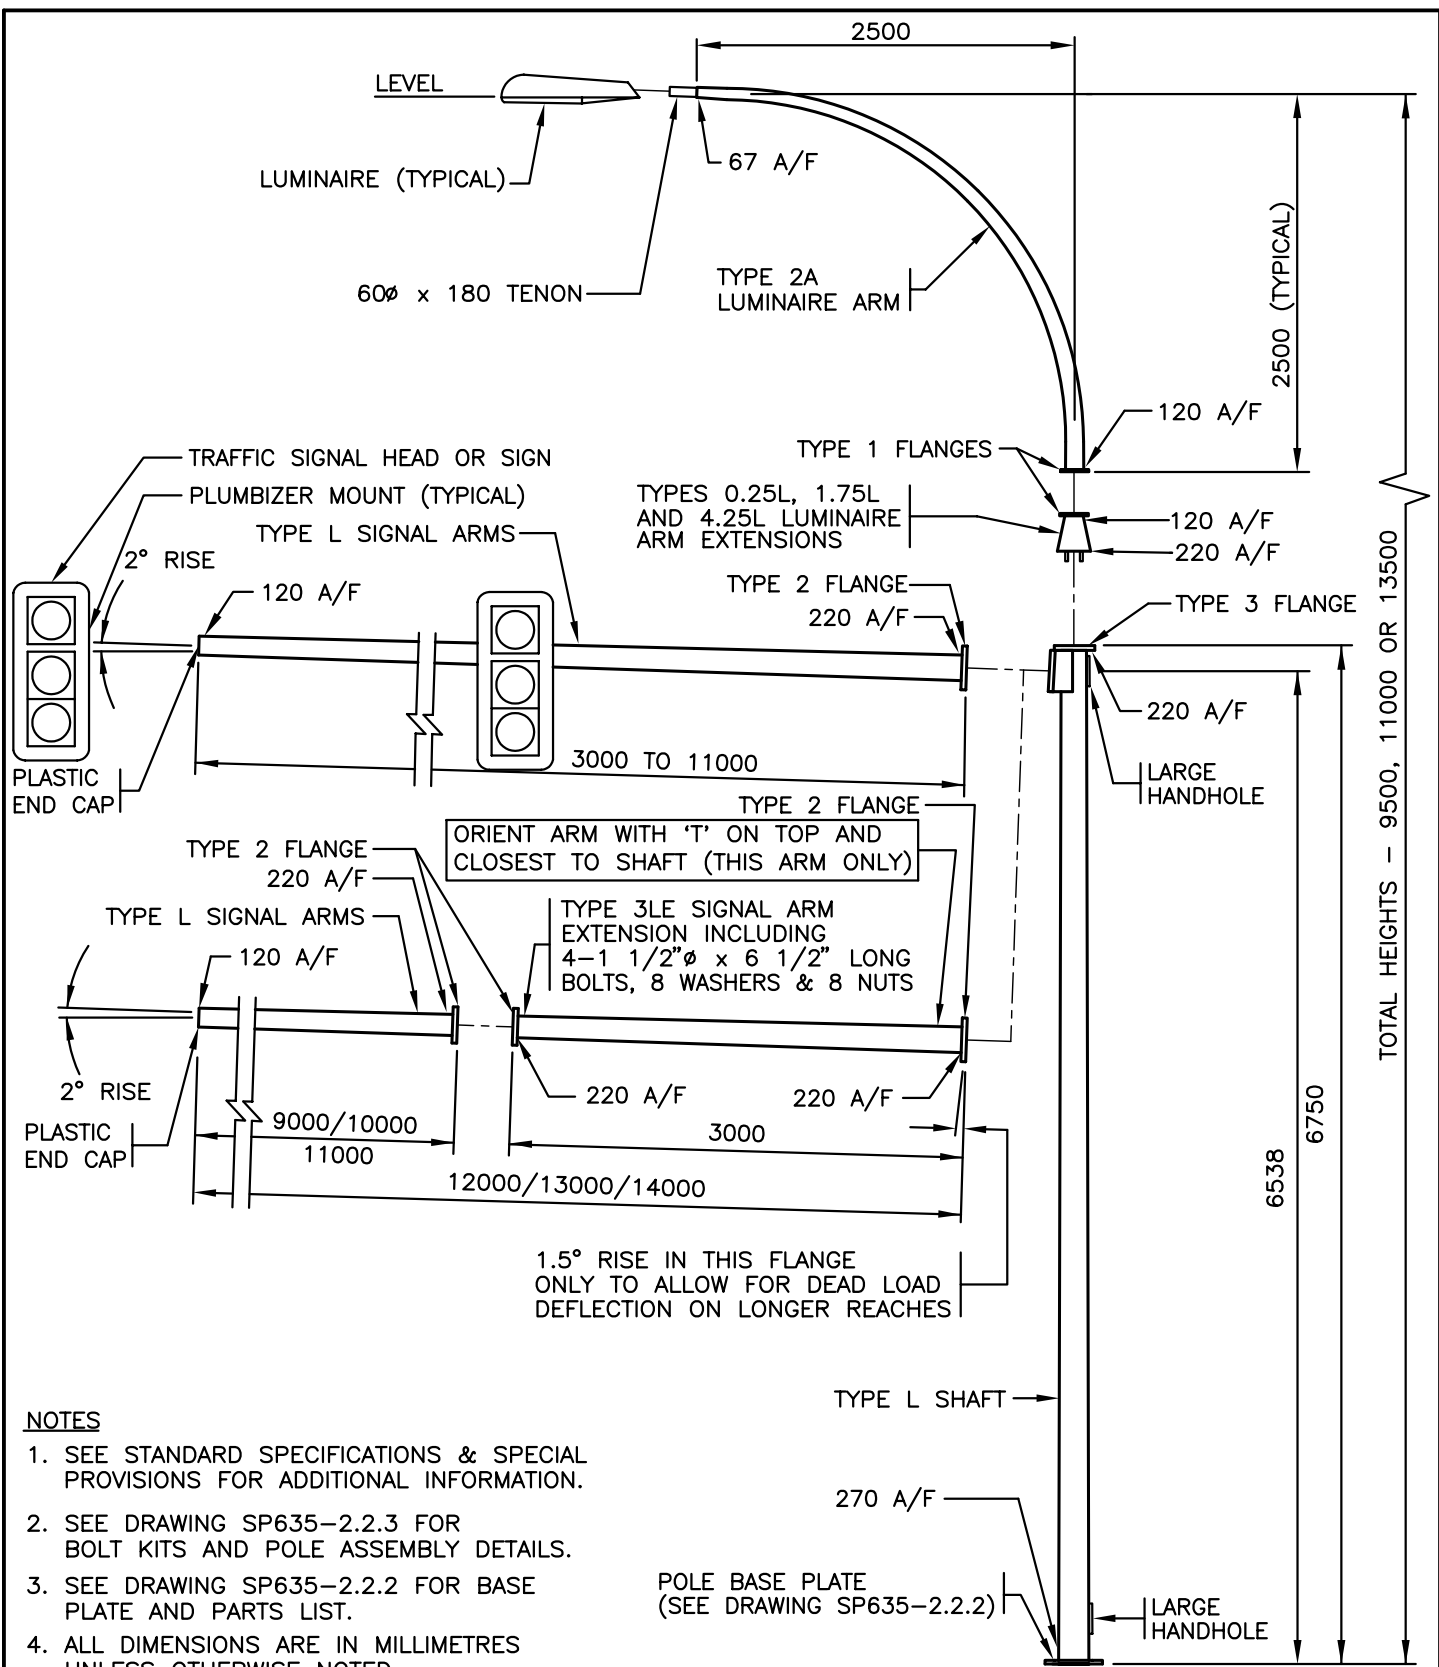 2500
LEVEL
67 A/F
LUMINAIRE (TYPICAL)
TYPE 2A
LUMINAIRE ARM
60ø x 180 TENON
2500 (TYPICAL)
120 A/F
TRAFFIC SIGNAL HEAD OR SIGN
TYPE 1 FLANGES
PLUMBIZER MOUNT (TYPICAL)
TYPES 0.25L, 1.75L
AND 4.25L LUMINAIRE
ARM EXTENSIONS
120 A/F
220 A/F
TYPE L SIGNAL ARMS
2° RISE
120 A/F
TYPE 2 FLANGE
220 A/F
TYPE 3 FLANGE
220 A/F
PLASTIC
END CAP
3000 TO 11000
LARGE
HANDHOLE
TOTAL HEIGHTS – 9500, 11000 OR 13500
TYPE 2 FLANGE
ORIENT ARM WITH ‘T’ ON TOP AND
CLOSEST TO SHAFT (THIS ARM ONLY)
TYPE 2 FLANGE
220 A/F
TYPE L SIGNAL ARMS
120 A/F
TYPE 3LE SIGNAL ARM
EXTENSION INCLUDING
4–1 1/2”ø x 6 1/2” LONG
BOLTS, 8 WASHERS & 8 NUTS
2° RISE
220 A/F
220 A/F
PLASTIC
END CAP
9000/10000
11000
3000
12000/13000/14000
6538
6750
1.5° RISE IN THIS FLANGE
ONLY TO ALLOW FOR DEAD LOAD
DEFLECTION ON LONGER REACHES
TYPE L SHAFT
NOTES
1. SEE STANDARD SPECIFICATIONS & SPECIAL
PROVISIONS FOR ADDITIONAL INFORMATION.
270 A/F
2. SEE DRAWING SP635–2.2.3 FOR
BOLT KITS AND POLE ASSEMBLY DETAILS.
3. SEE DRAWING SP635–2.2.2 FOR BASE
PLATE AND PARTS LIST.
POLE BASE PLATE
(SEE DRAWING SP635–2.2.2)
LARGE
HANDHOLE
4. ALL DIMENSIONS ARE IN MILLIMETRES
UNLESS OTHERWISE NOTED